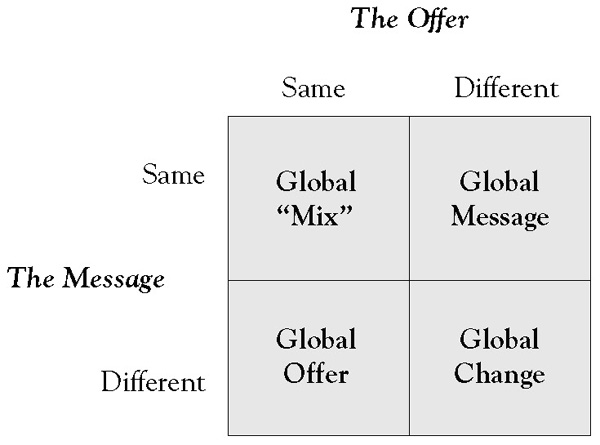 The Offer
Same Different
Same
Global
“Mix”
Global
Message
The Message
Different
Global
Offer
Global
Change